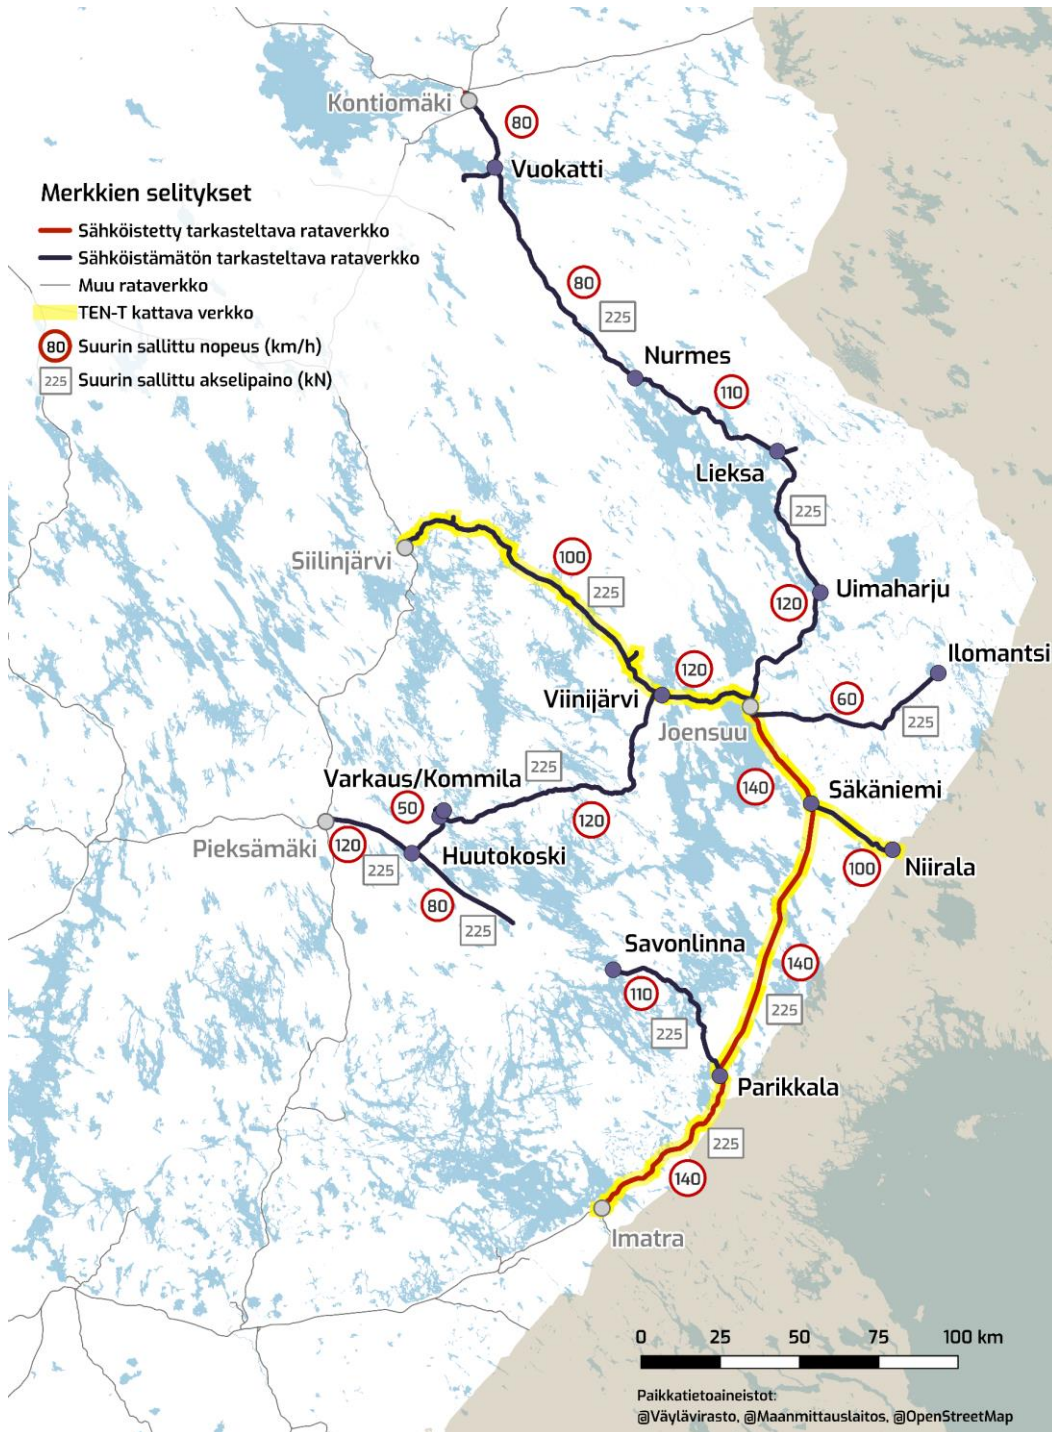 Kontiomäki
80
Vuokatti
Merkkien selitykset
Sähköistetty tarkasteltava rataverkko
Sähköistämätön tarkasteltava rataverkko
Muu rataverkko
TEN-T kattava verkko
80 Suurin sallittu nopeus (km/h)
225 Suurin sallittu akselipaino (kN)
80
225
Nurmes
110
Lieksa
225
Siilinjärvi
100
225
Uimaharju
120
Ilomantsi
120
Viinijärvi
60
225
Joensuu
Varkaus/Kommila
225
140
Säkäniemi
50
120
Pieksämäki
120
225
Huutokoski
100
Niirala
80
225
Savonlinna
140
110
225
225
Parikkala
225
140
Imatra
0 25 50 75 100 km
Paikkatietoaineistot:
@Väylävirasto, @Maanmittauslaitos, @OpenStreetMap